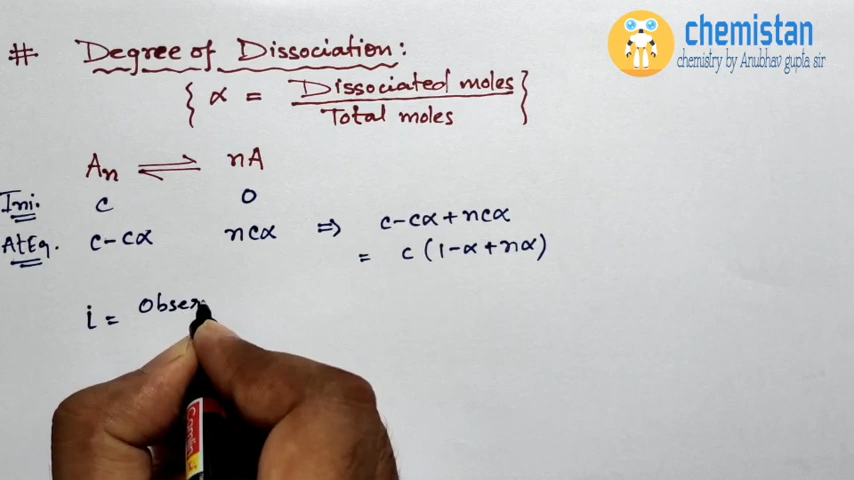 chemistan
chemistry by Anubhav gupta sir
# Degree of Dissociation:
{ α = Dissociated moles / Total moles }
Aₙ ⇌ nA
Ini. c 0
At Eq. c - cα ncα ⇒ c - cα + ncα
= c (1 - α + nα)
i = Obser